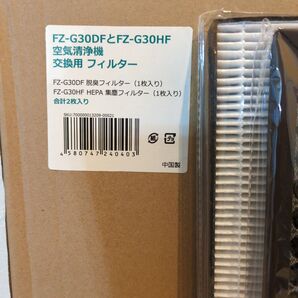 FZ-G30DFとFZ-G30HF
空気清浄機
交換用 フィルター
FZ-G30DF 脱臭フィルター（1枚入り）
FZ-G30HF HEPA 集塵フィルター（1枚入り）
合計2枚入り
4 580747 240403
中国製